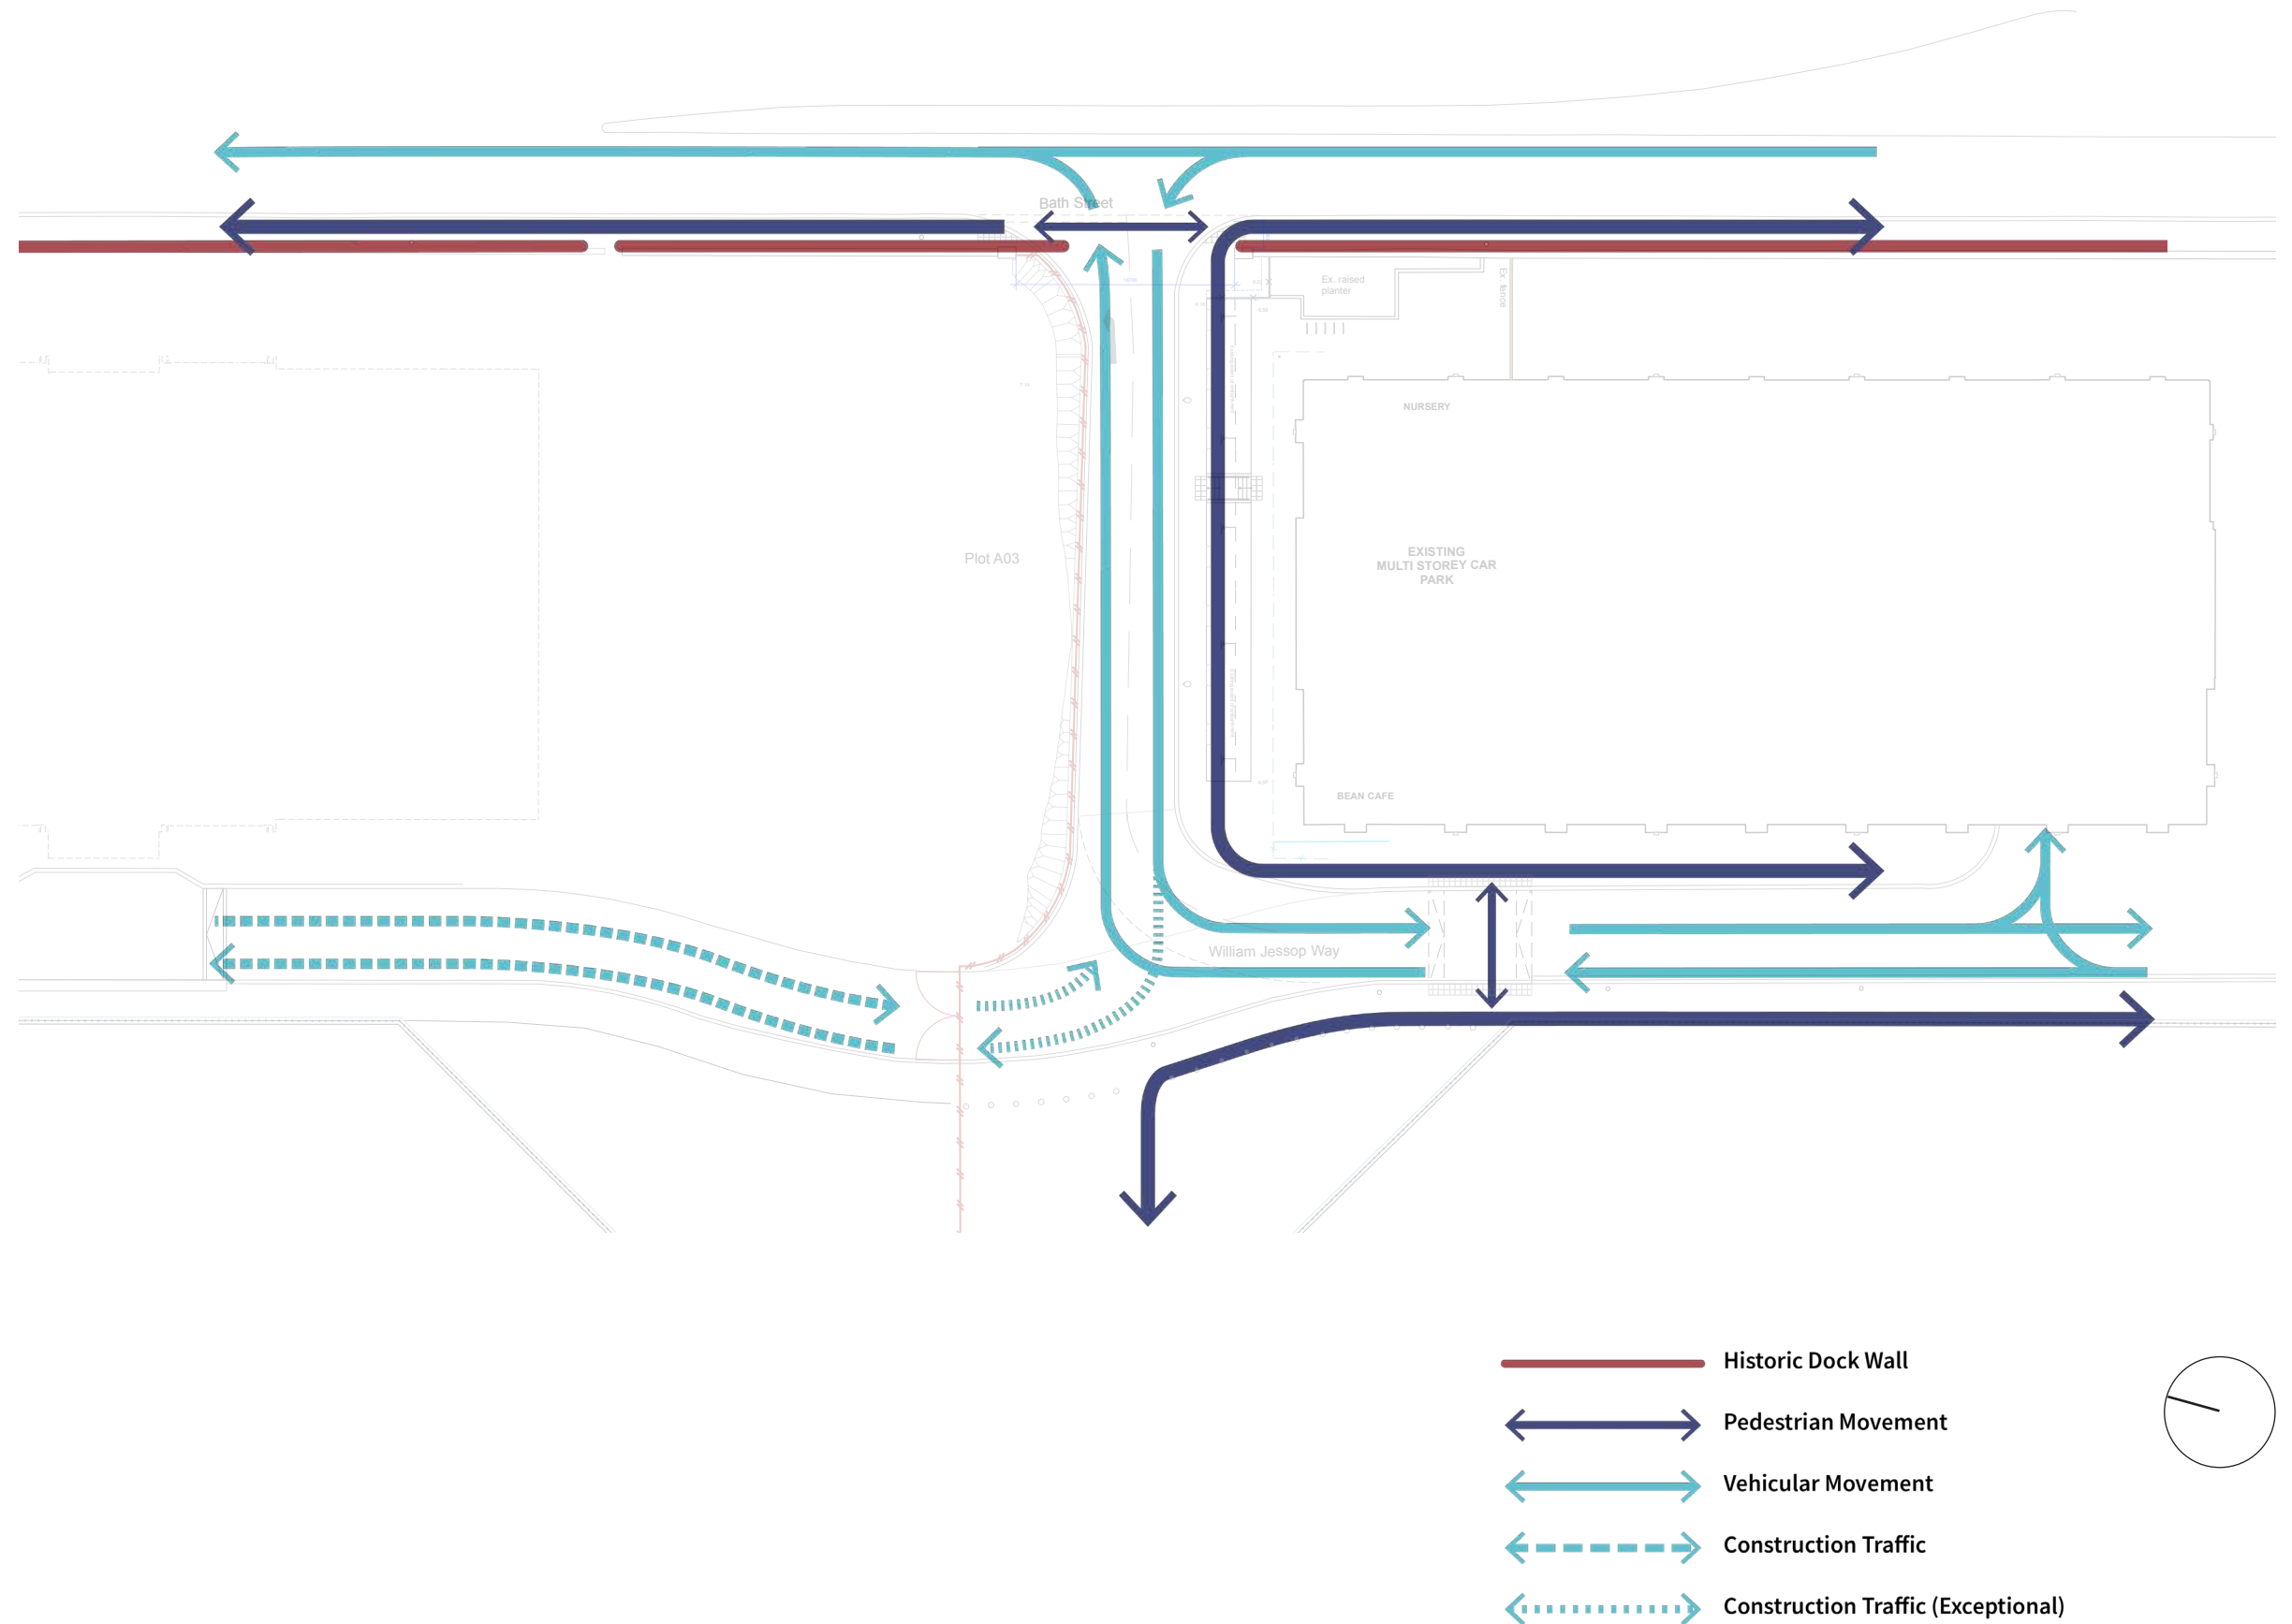 Bath Street
Ex. raised
planter
Ex. fence
NURSERY
Plot A03
EXISTING
MULTI STOREY CAR
PARK
BEAN CAFE
William Jessop Way
Historic Dock Wall
Pedestrian Movement
Vehicular Movement
Construction Traffic
Construction Traffic (Exceptional)